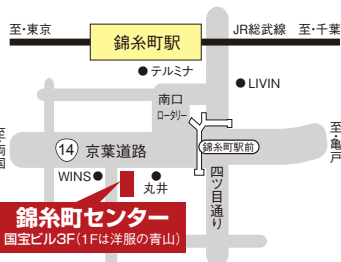 至・東京
錦糸町駅
JR総武線 至・千葉
●テルミナ
●LIVIN
南口
ロータリー
至・両国
14 京葉道路
錦糸町駅前
至・亀戸
WINS●
●
丸井
四ツ目通り
錦糸町センター
国宝ビル3F(1Fは洋服の青山)